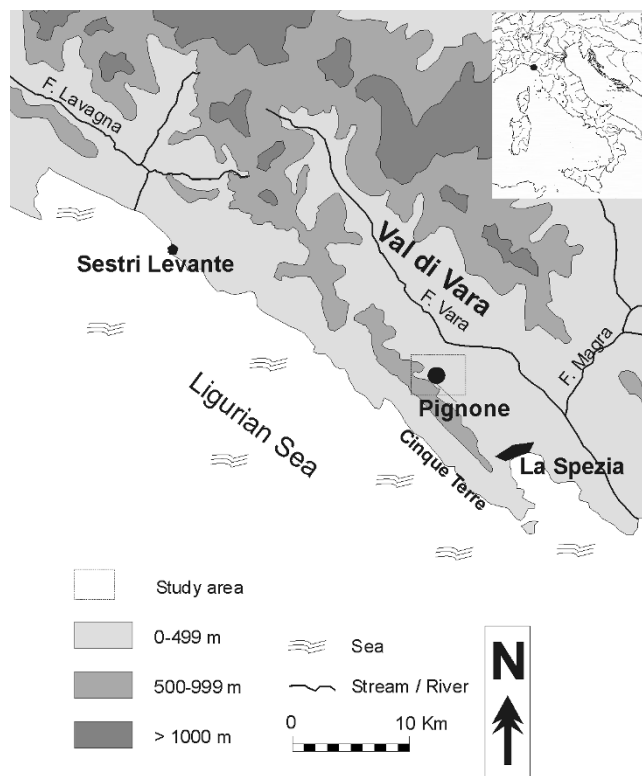 F. Lavagna
Sestri Levante
Val di Vara
F. Vara
F. Magra
Ligurian Sea
Pignone
Cinque Terre
La Spezia
Study area
0-499 m
500-999 m
> 1000 m
Sea
Stream / River
0 10 Km
N